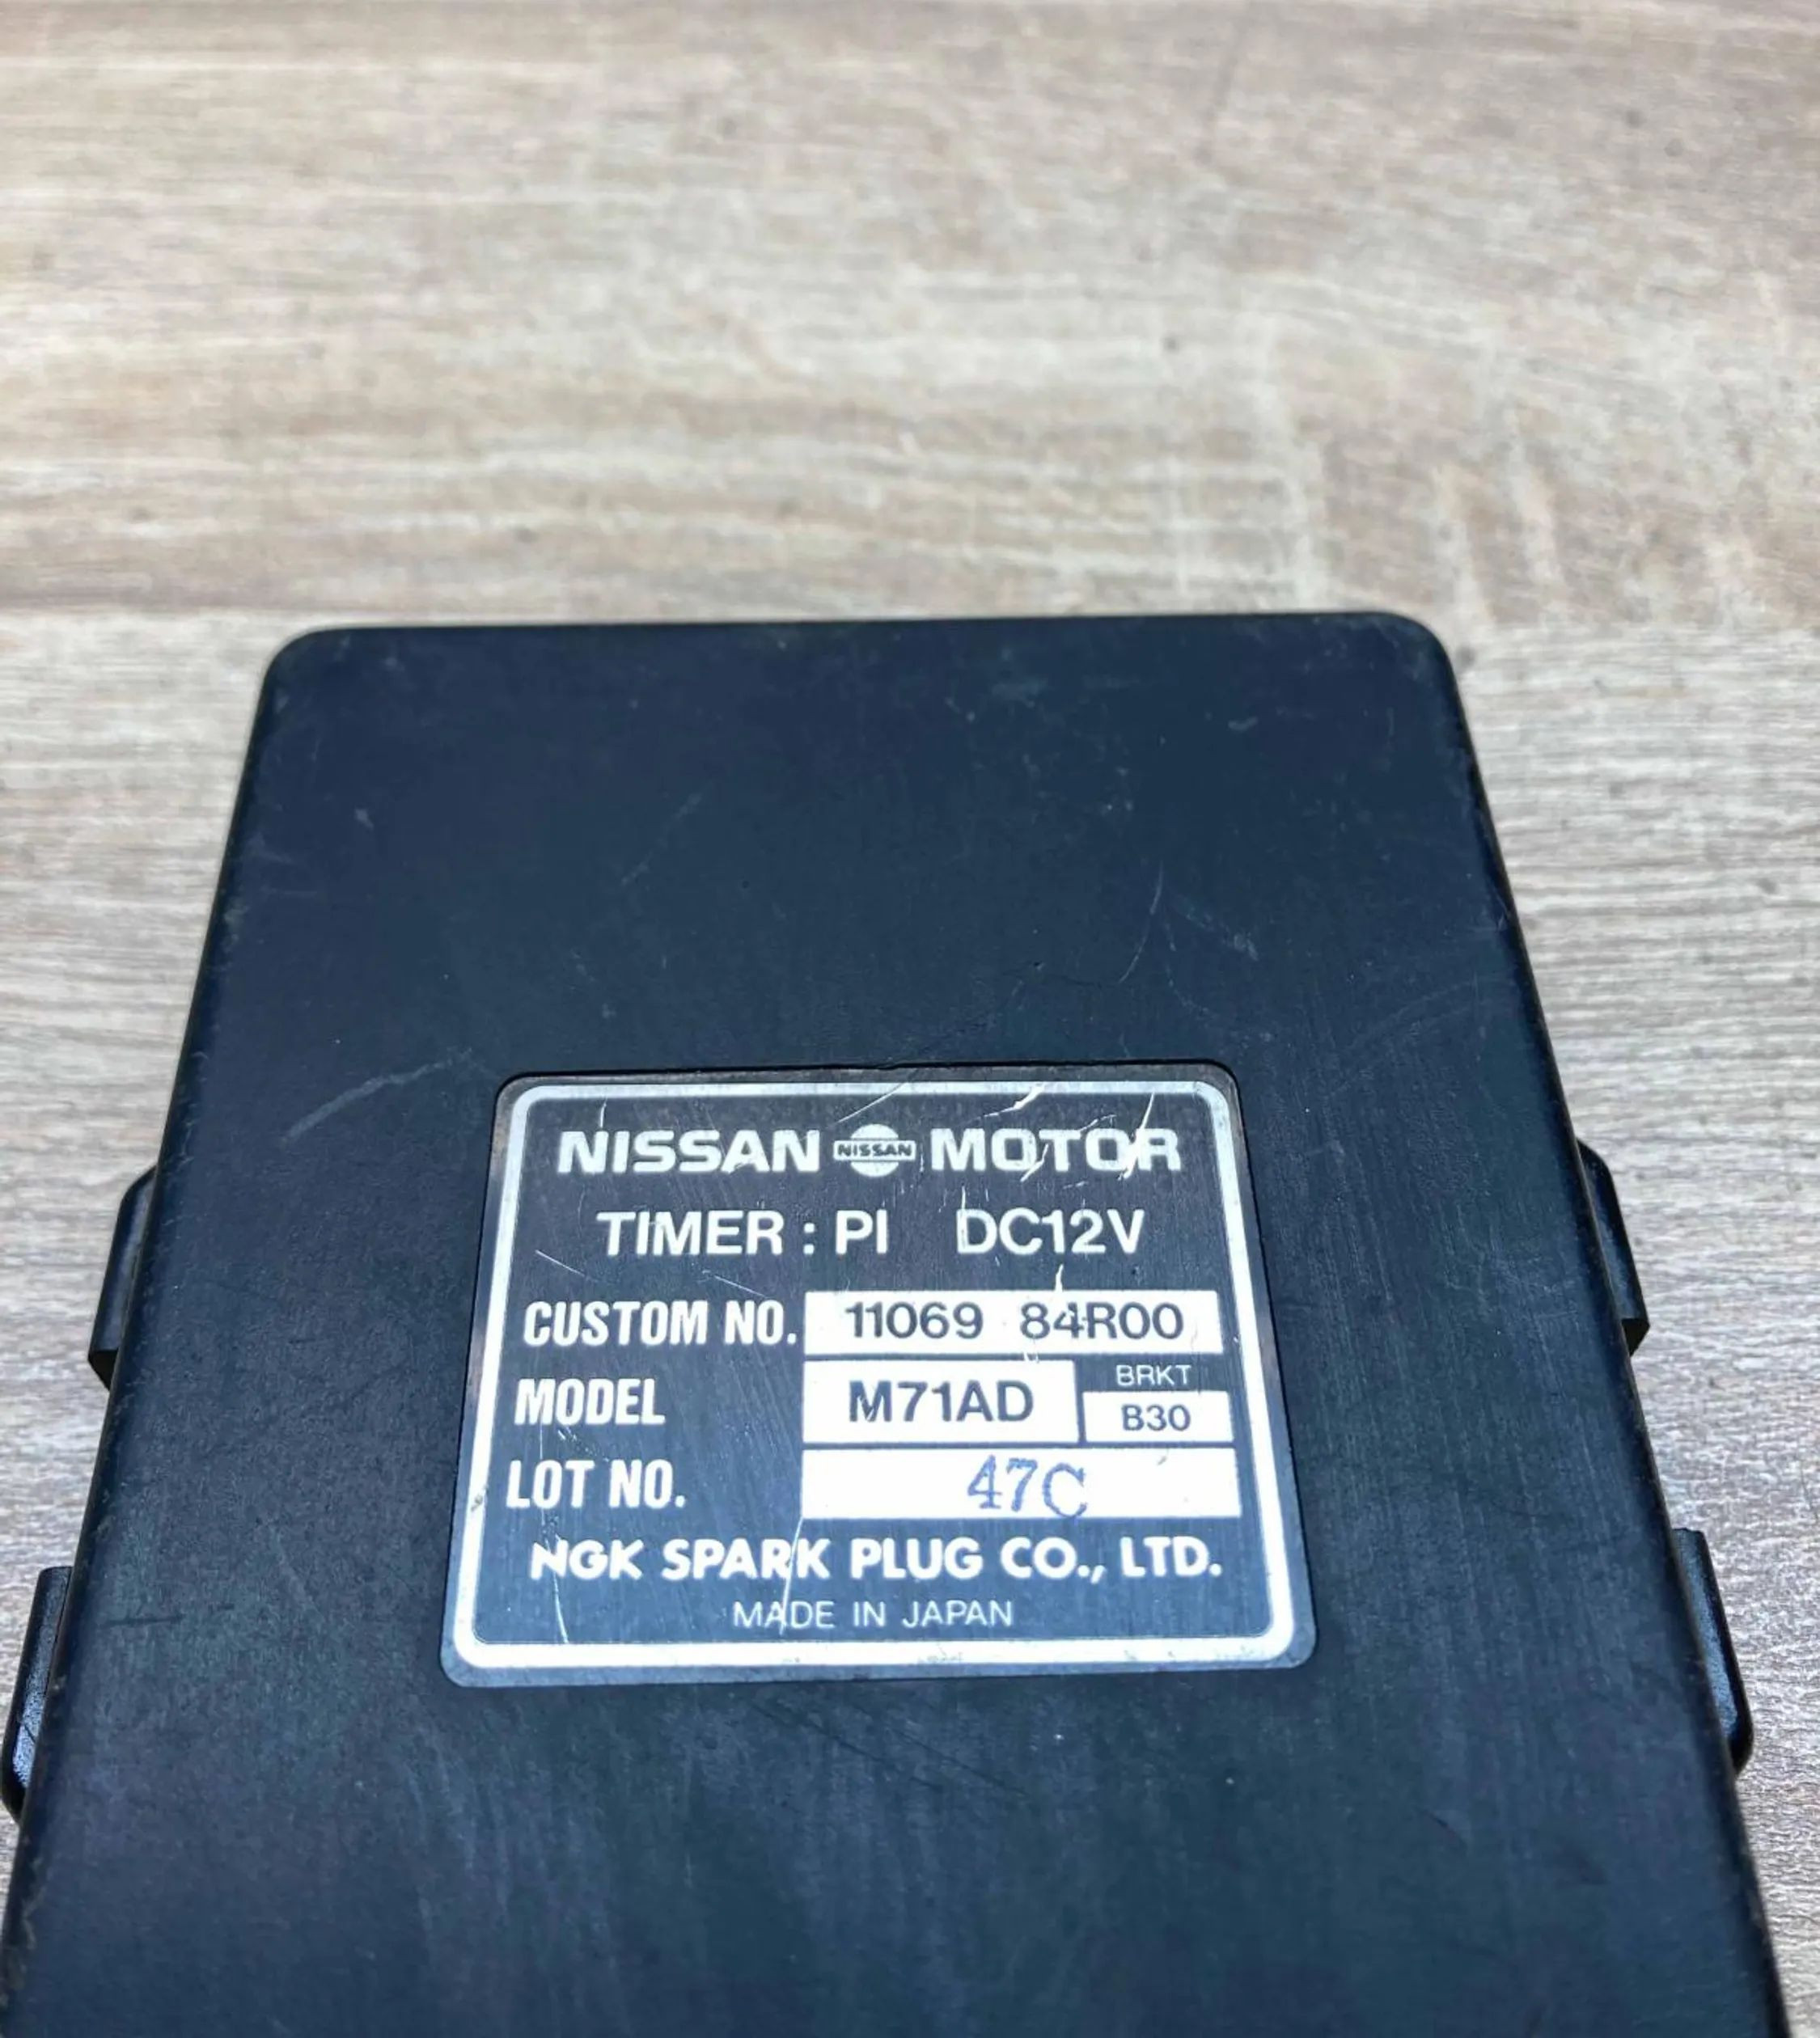 NISSAN NISSAN MOTOR
TIMER : PI DC12V
CUSTOM NO. 11069 84R00
MODEL M71AD BRKT B30
LOT NO. 47C
NGK SPARK PLUG CO., LTD.
MADE IN JAPAN